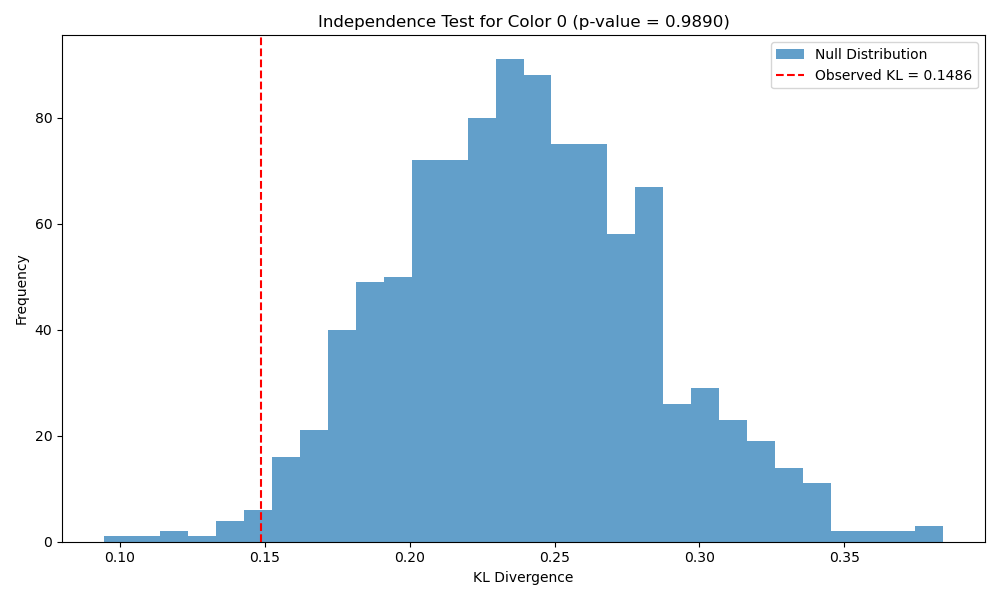 Independence Test for Color 0 (p-value = 0.9890)
Null Distribution
Observed KL = 0.1486
Frequency
80
60
40
20
0
0.10 0.15 0.20 0.25 0.30 0.35
KL Divergence